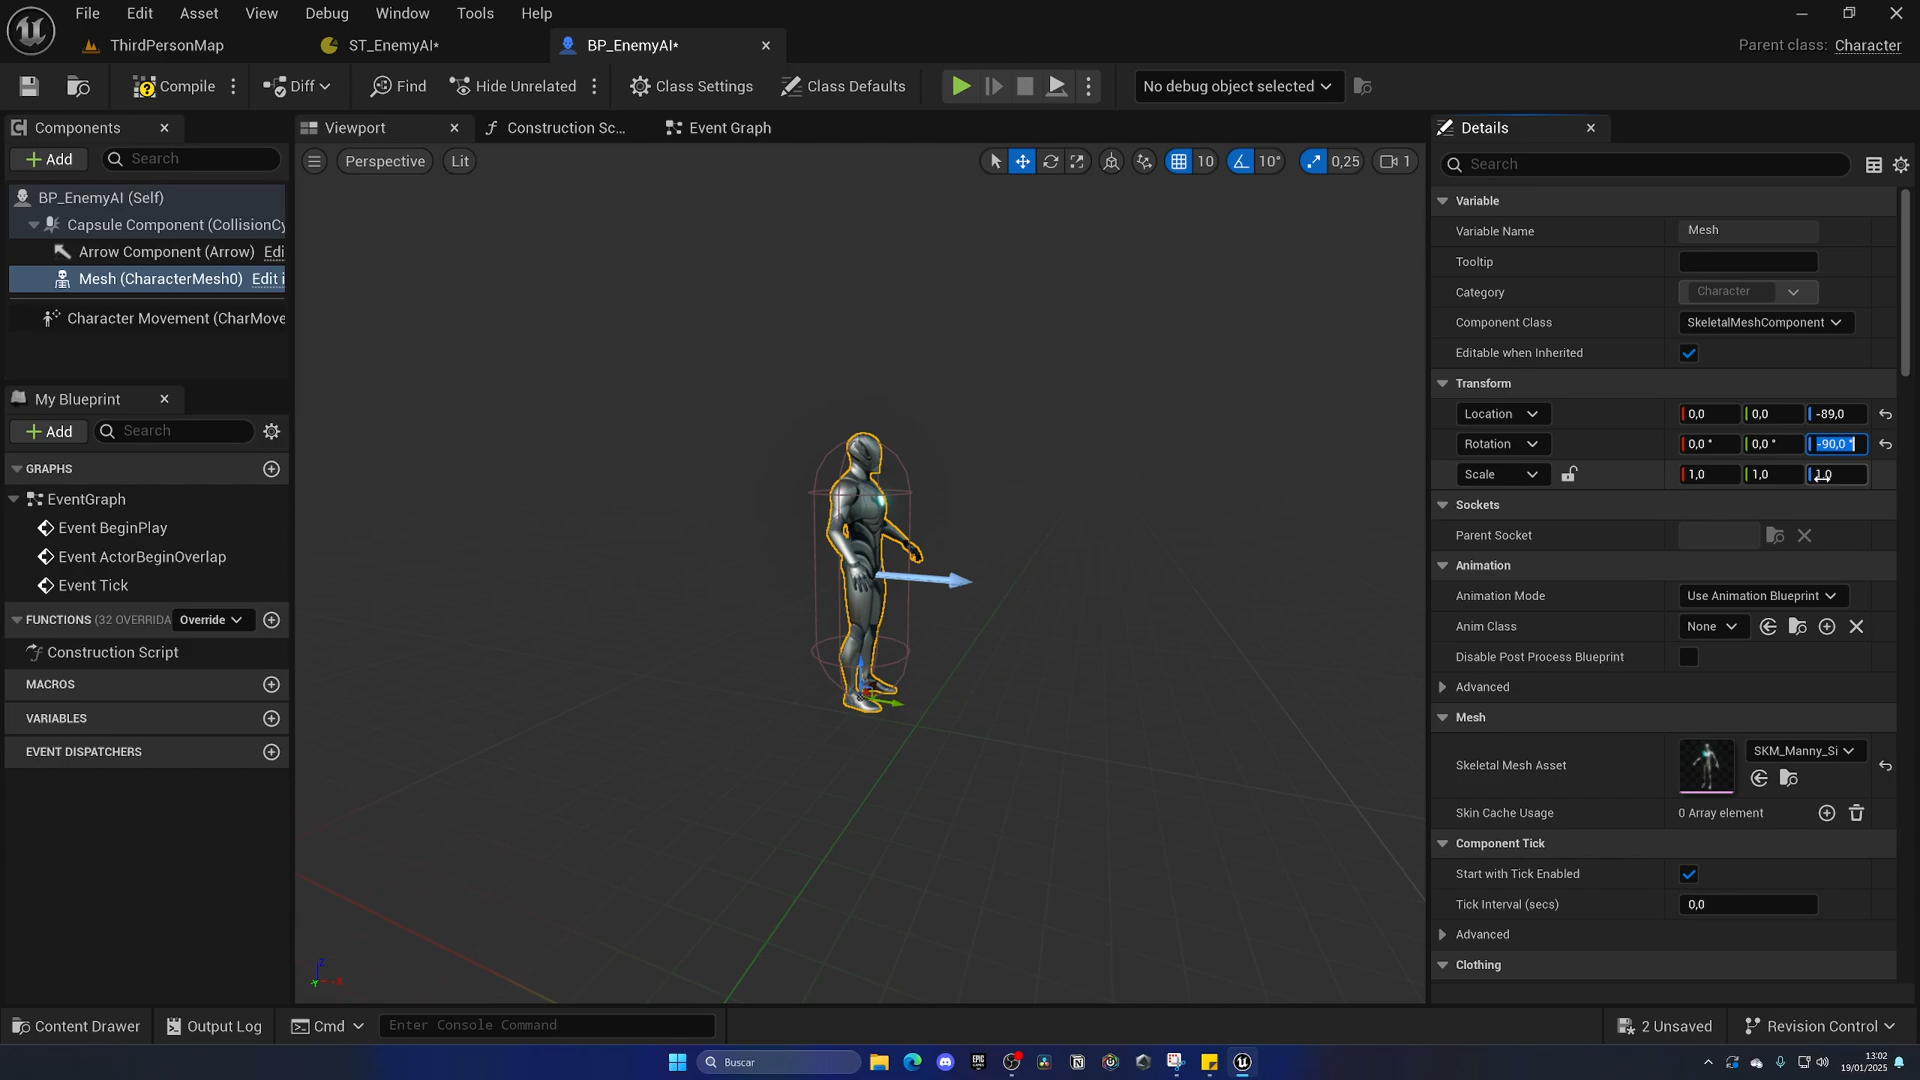 File Edit Asset View Debug Window Tools Help
ThirdPersonMap ST_EnemyAI* BP_EnemyAI*
Parent class: Character
Compile Diff Find Hide Unrelated Class Settings Class Defaults No debug object selected
Components
Add Search
BP_EnemyAI (Self)
Capsule Component (CollisionCy
Arrow Component (Arrow) Edi
Mesh (CharacterMesh0) Edit i
Character Movement (CharMove
My Blueprint
Add Search
GRAPHS
EventGraph
Event BeginPlay
Event ActorBeginOverlap
Event Tick
FUNCTIONS (32 OVERRIDA Override
Construction Script
MACROS
VARIABLES
EVENT DISPATCHERS
Viewport Construction Sc... Event Graph
Perspective Lit 10 10° 0,25 1
Z
X
Y
Details
Search
Variable
Variable Name Mesh
Tooltip
Category Character
Component Class SkeletalMeshComponent
Editable when Inherited
Transform
Location 0,0 0,0 -89,0
Rotation 0,0 ° 0,0 ° -90,0 °
Scale 1,0 1,0 1,0
Sockets
Parent Socket
Animation
Animation Mode Use Animation Blueprint
Anim Class None
Disable Post Process Blueprint
Advanced
Mesh
Skeletal Mesh Asset SKM_Manny_Si
Skin Cache Usage 0 Array element
Component Tick
Start with Tick Enabled
Tick Interval (secs) 0,0
Advanced
Clothing
Content Drawer Output Log Cmd Enter Console Command 2 Unsaved Revision Control
Buscar
13:02
19/01/2025